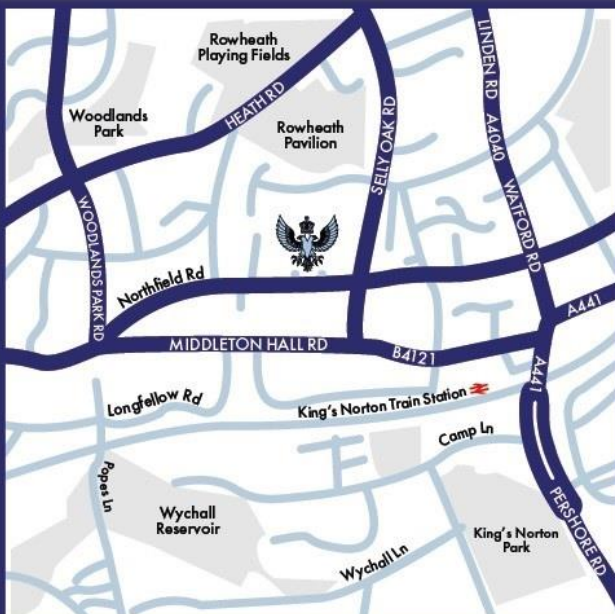 Rowheath
Playing Fields
LINDEN RD
A4040
WATFORD RD
Woodlands
Park
HEATH RD
Rowheath
Pavilion
SELLY OAK RD
WOODLANDS PARK RD
Northfield Rd
A441
MIDDLETON HALL RD
B4121
A441
Longfellow Rd
King's Norton Train Station
Camp Ln
Popes Ln
Wychall
Reservoir
PERSHORE RD
King's Norton
Park
Wychall Ln